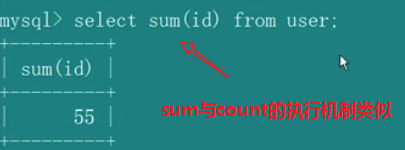 mysql> select sum(id) from user;
+---------+
| sum(id) |
+---------+
|      55 |
+---------+
sum与count的执行机制类似